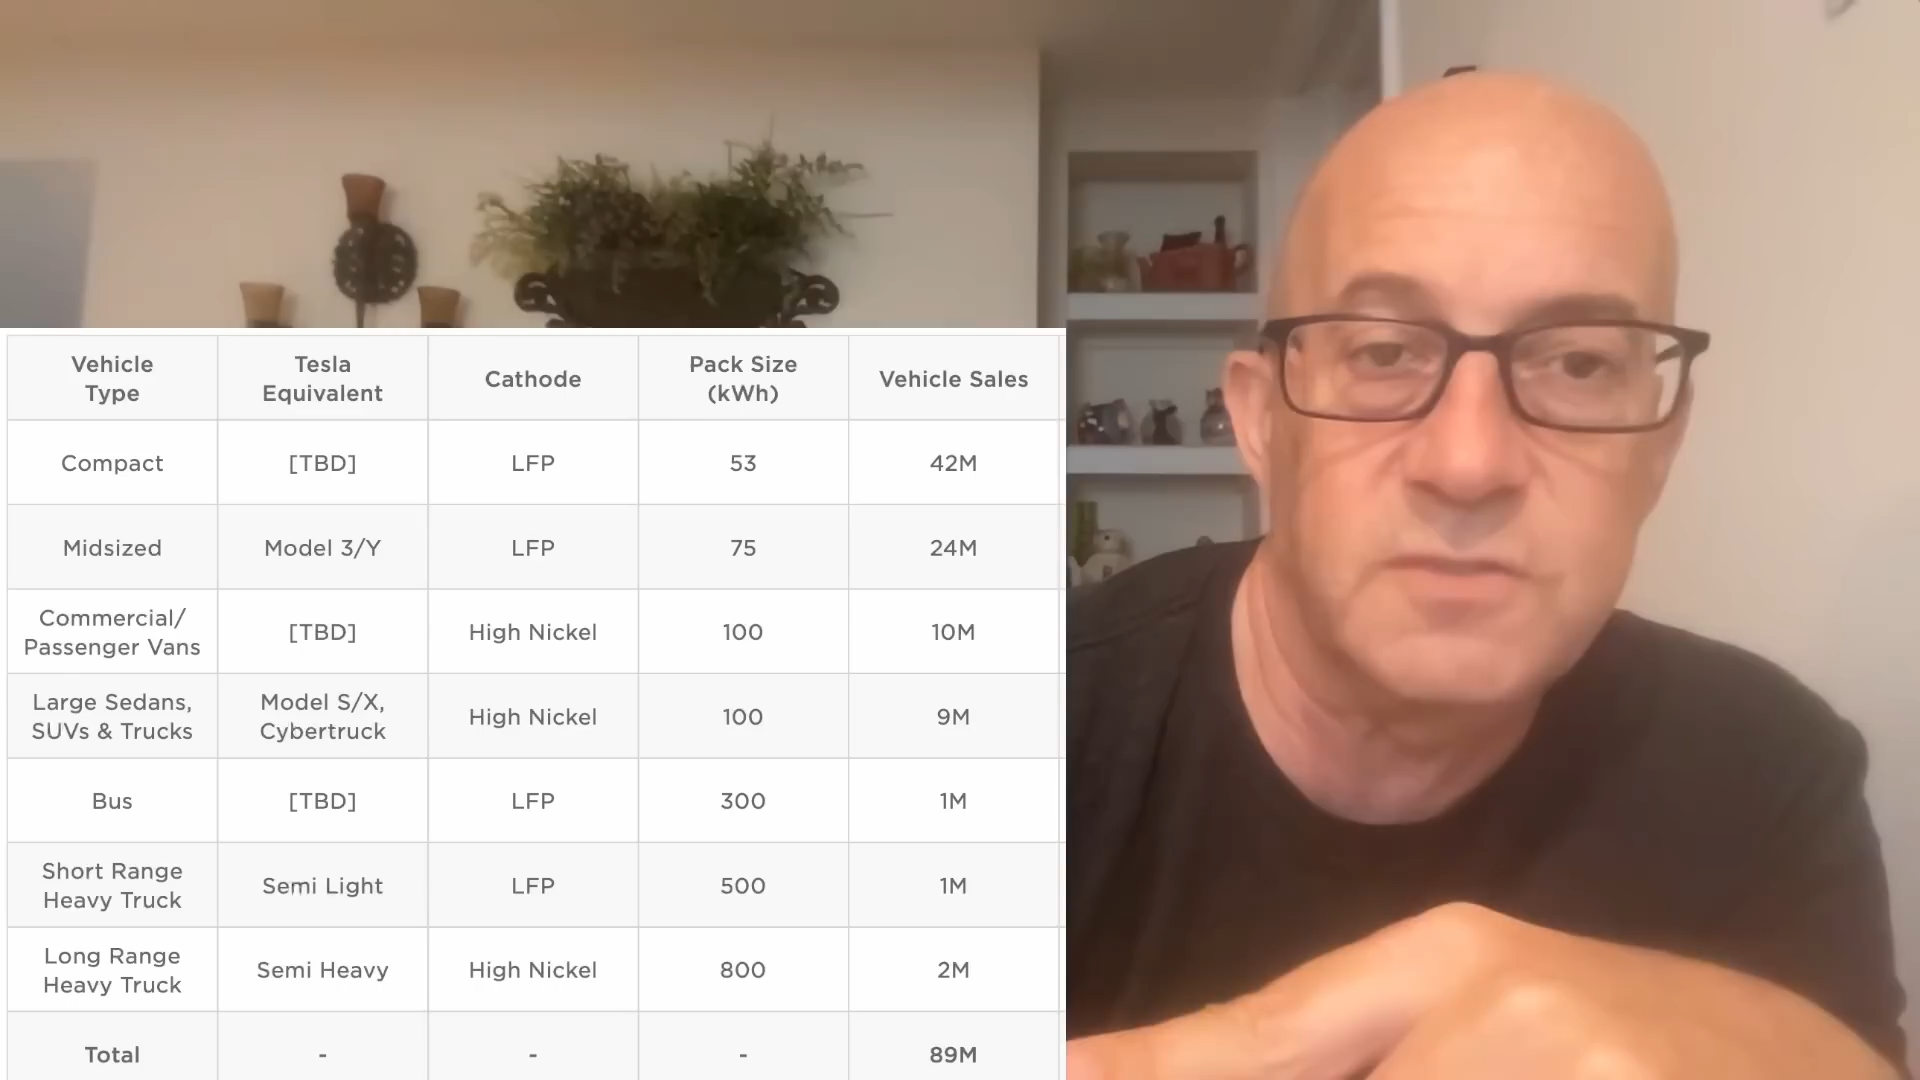 Vehicle Type
Tesla Equivalent
Cathode
Pack Size (kWh)
Vehicle Sales
Compact
[TBD]
LFP
53
42M
Midsized
Model 3/Y
LFP
75
24M
Commercial/
Passenger Vans
[TBD]
High Nickel
100
10M
Large Sedans,
SUVs & Trucks
Model S/X,
Cybertruck
High Nickel
100
9M
Bus
[TBD]
LFP
300
1M
Short Range
Heavy Truck
Semi Light
LFP
500
1M
Long Range
Heavy Truck
Semi Heavy
High Nickel
800
2M
Total
-
-
-
89M